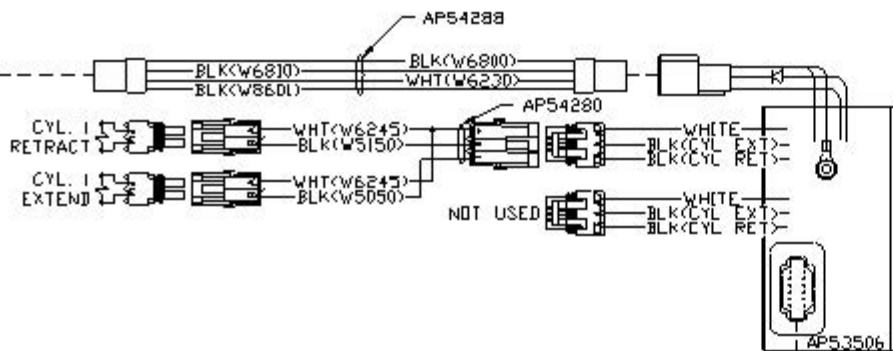 AP54288
BLK(W6810) BLK(W6800)
WHT(W6230)
BLK(W8601)
AP54280
CYL. 1 RETRACT
WHT(W6245)
BLK(W5150)
WHITE
BLK(CYL EXT)
BLK(CYL RET)
CYL. 1 EXTEND
WHT(W6245)
BLK(W5050)
NOT USED
WHITE
BLK(CYL EXT)
BLK(CYL RET)
AP53506